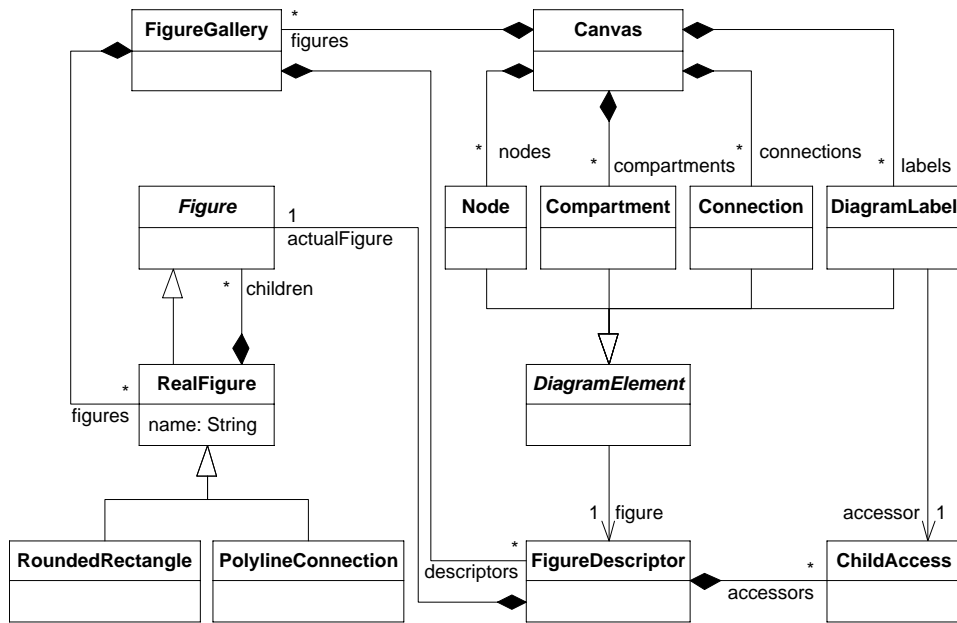 FigureGallery
*
figures
Canvas
* nodes
* compartments
* connections
* labels
Figure
1
actualFigure
Node
Compartment
Connection
DiagramLabel
* children
RealFigure
name: String
*
figures
DiagramElement
1 figure
accessor 1
RoundedRectangle
PolylineConnection
*
descriptors
FigureDescriptor
*
accessors
ChildAccess